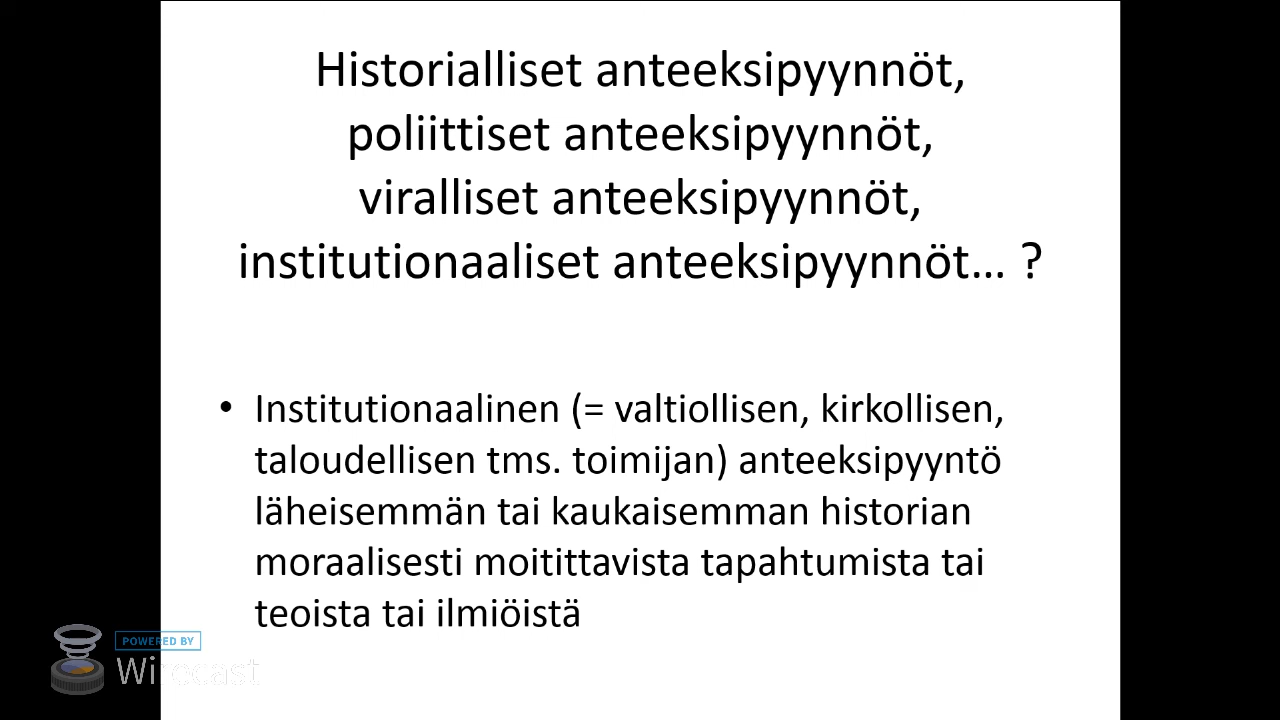 Historialliset anteeksipyynnöt,
poliittiset anteeksipyynnöt,
viralliset anteeksipyynnöt,
institutionaaliset anteeksipyynnöt… ?
• Institutionaalinen (= valtiollisen, kirkollisen,
taloudellisen tms. toimijan) anteeksipyyntö
läheisemmän tai kaukaisemman historian
moraalisesti moitittavista tapahtumista tai
teoista tai ilmiöistä
POWERED BY
Wirecast